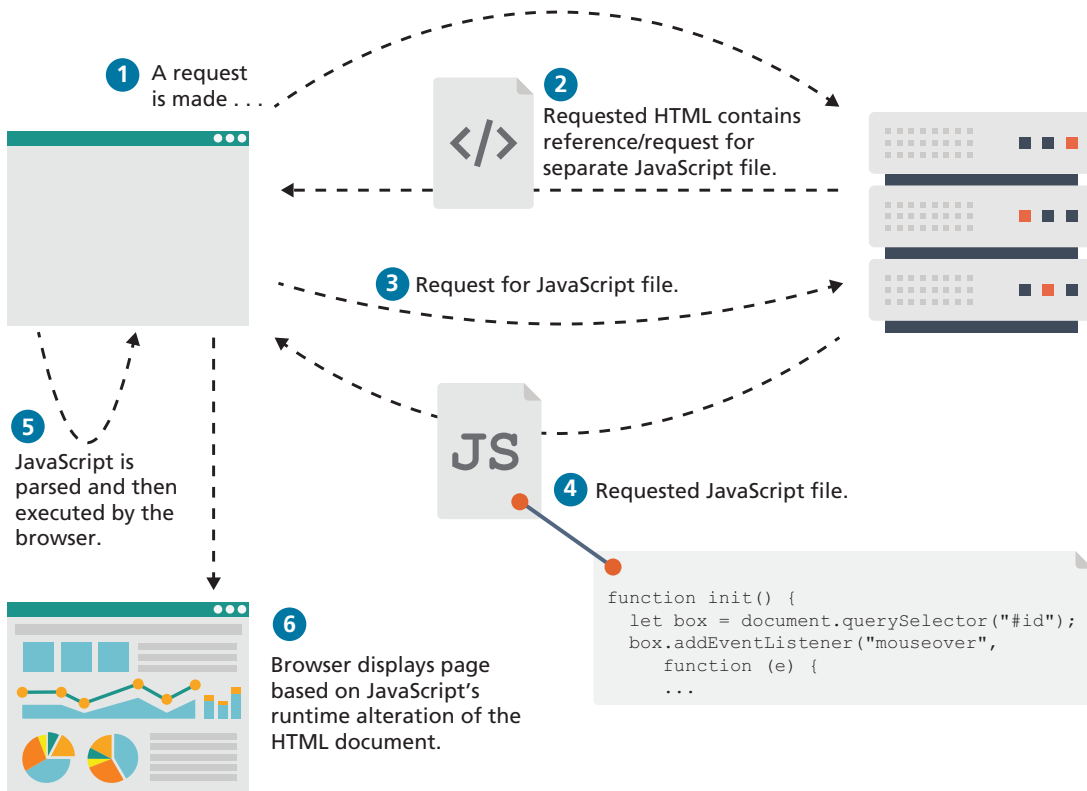 1 A request
is made . . .
2
</>
Requested HTML contains
reference/request for
separate JavaScript file.
3 Request for JavaScript file.
JS
4 Requested JavaScript file.
5
JavaScript is
parsed and then
executed by the
browser.
function init() {
let box = document.querySelector("#id");
box.addEventListener("mouseover",
function (e) {
...
6
Browser displays page
based on JavaScript’s
runtime alteration of the
HTML document.